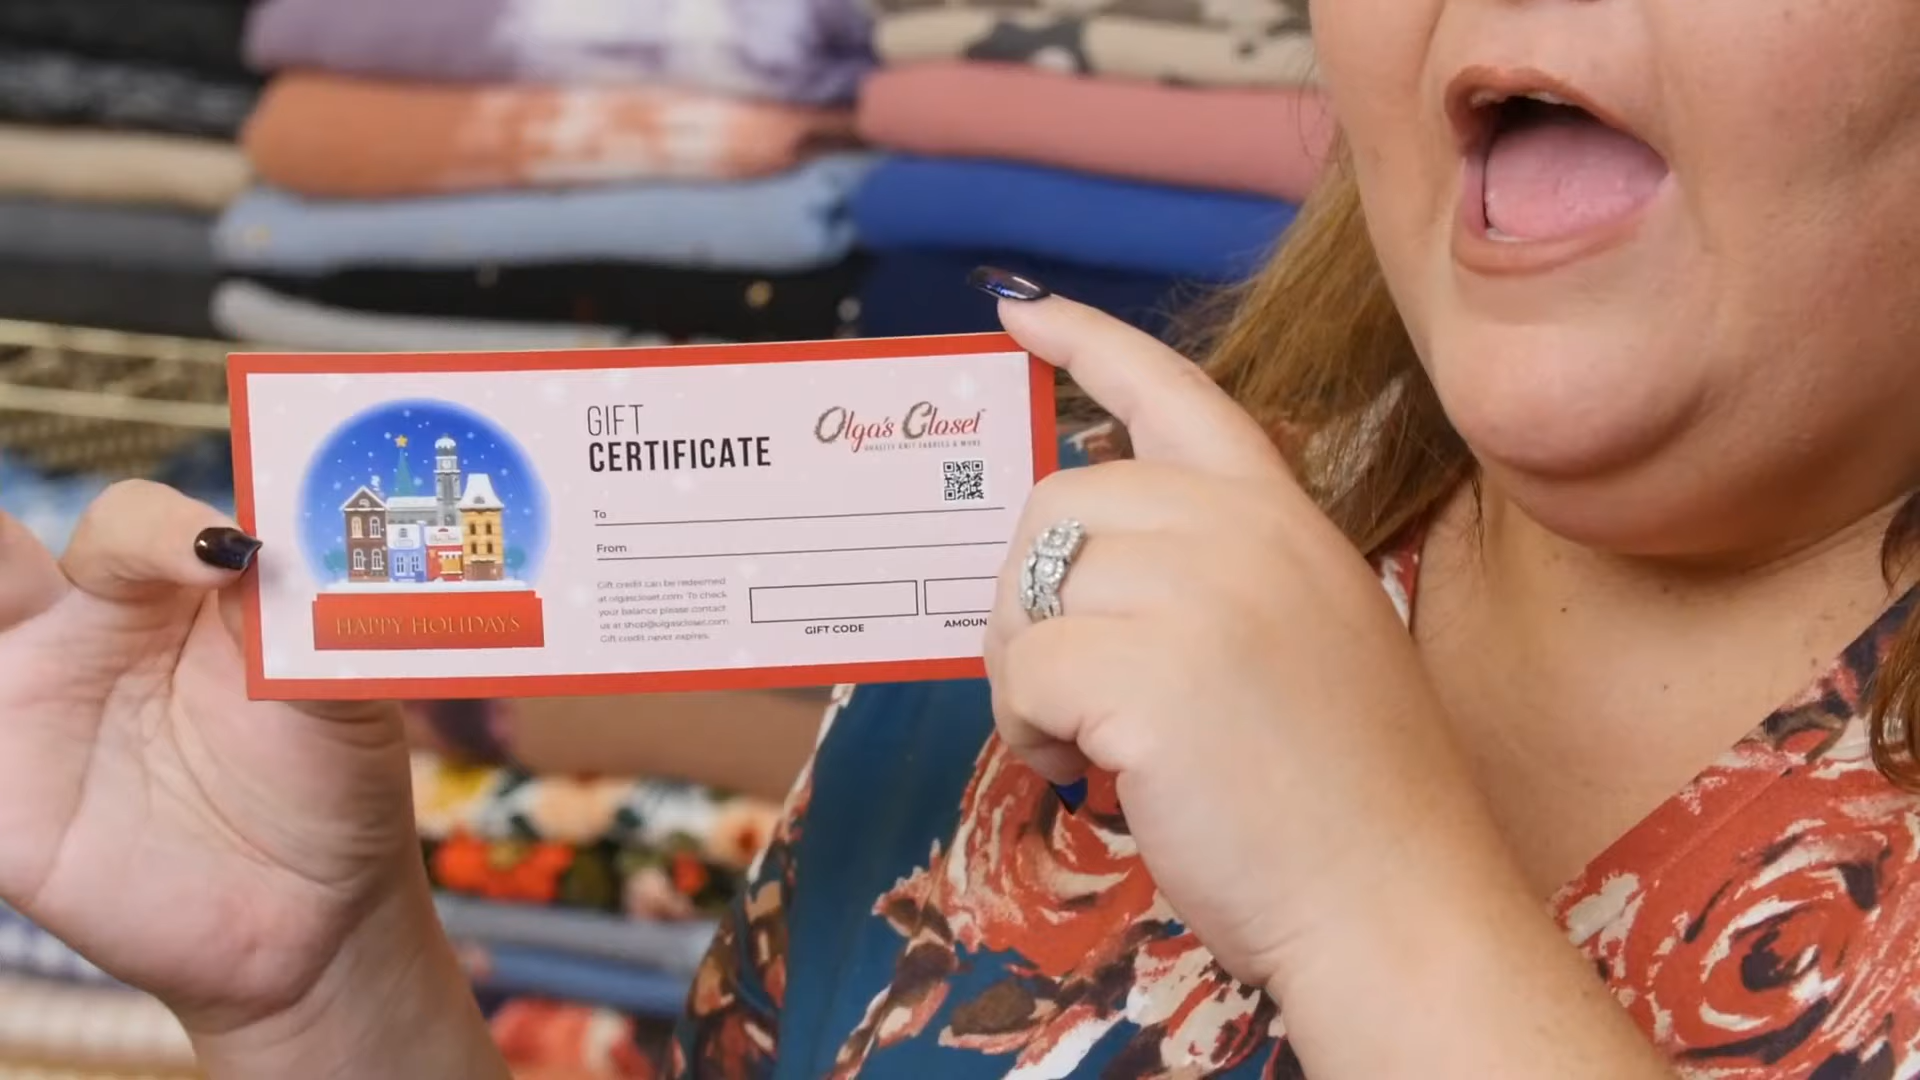 GIFT
CERTIFICATE
Olga's Closet
QUALITY KNIT FABRICS & MORE
To
From
Gift credit can be redeemed
at olgascloset.com. To check
your balance please contact
us at shop@olgascloset.com
Gift credit never expires.
GIFT CODE
AMOUN
HAPPY HOLIDAYS